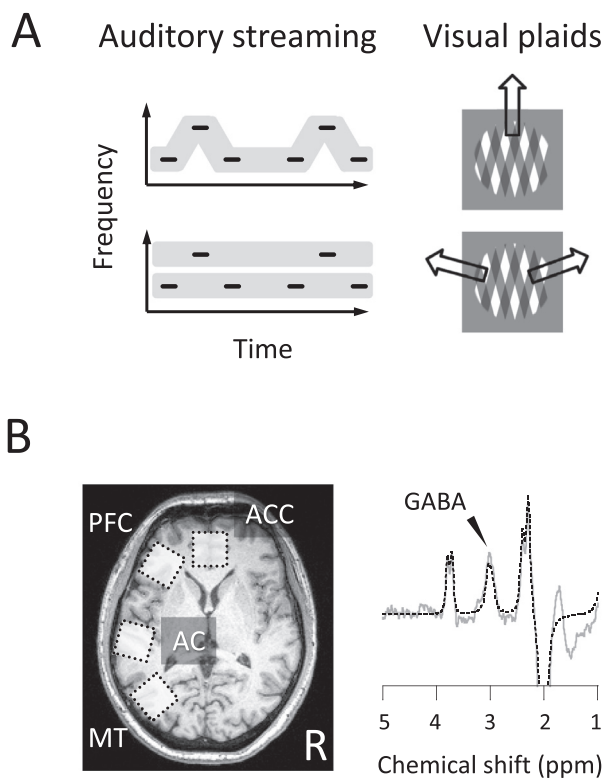 A
Auditory streaming
Visual plaids
Frequency
Time
B
PFC
ACC
AC
MT
R
GABA
5 4 3 2 1
Chemical shift (ppm)